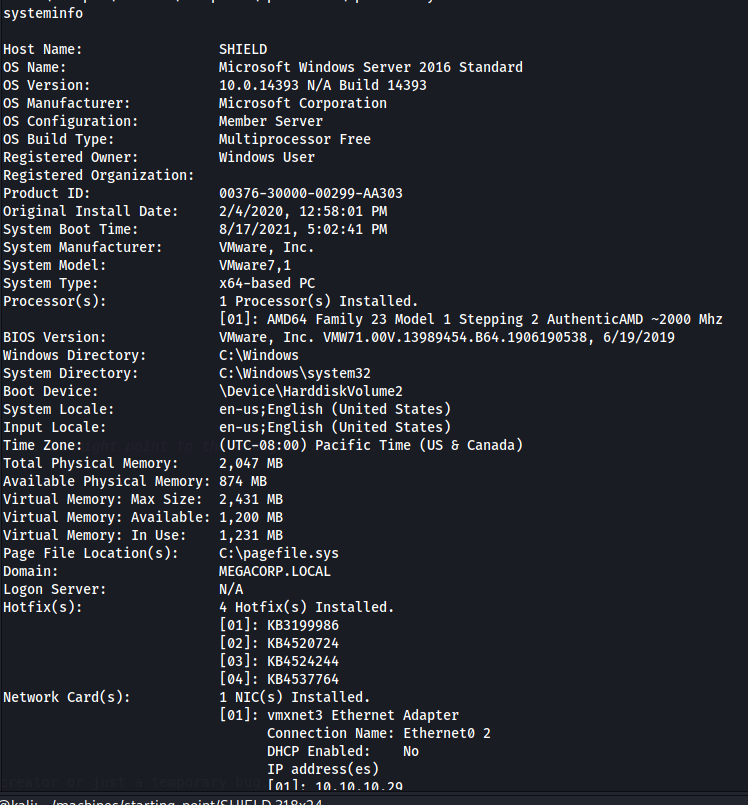 systeminfo
Host Name: SHIELD
OS Name: Microsoft Windows Server 2016 Standard
OS Version: 10.0.14393 N/A Build 14393
OS Manufacturer: Microsoft Corporation
OS Configuration: Member Server
OS Build Type: Multiprocessor Free
Registered Owner: Windows User
Registered Organization:
Product ID: 00376-30000-00299-AA303
Original Install Date: 2/4/2020, 12:58:01 PM
System Boot Time: 8/17/2021, 5:02:41 PM
System Manufacturer: VMware, Inc.
System Model: VMware7,1
System Type: x64-based PC
Processor(s): 1 Processor(s) Installed.
[01]: AMD64 Family 23 Model 1 Stepping 2 AuthenticAMD ~2000 Mhz
BIOS Version: VMware, Inc. VMW71.00V.13989454.B64.1906190538, 6/19/2019
Windows Directory: C:\Windows
System Directory: C:\Windows\system32
Boot Device: \Device\HarddiskVolume2
System Locale: en-us;English (United States)
Input Locale: en-us;English (United States)
Time Zone: (UTC-08:00) Pacific Time (US & Canada)
Total Physical Memory: 2,047 MB
Available Physical Memory: 874 MB
Virtual Memory: Max Size: 2,431 MB
Virtual Memory: Available: 1,200 MB
Virtual Memory: In Use: 1,231 MB
Page File Location(s): C:\pagefile.sys
Domain: MEGACORP.LOCAL
Logon Server: N/A
Hotfix(s): 4 Hotfix(s) Installed.
[01]: KB3199986
[02]: KB4520724
[03]: KB4524244
[04]: KB4537764
Network Card(s): 1 NIC(s) Installed.
[01]: vmxnet3 Ethernet Adapter
Connection Name: Ethernet0 2
DHCP Enabled: No
IP address(es)
[01]: 10.10.10.29
@kali: ~/machines/starting_point/SHIELD 318x24